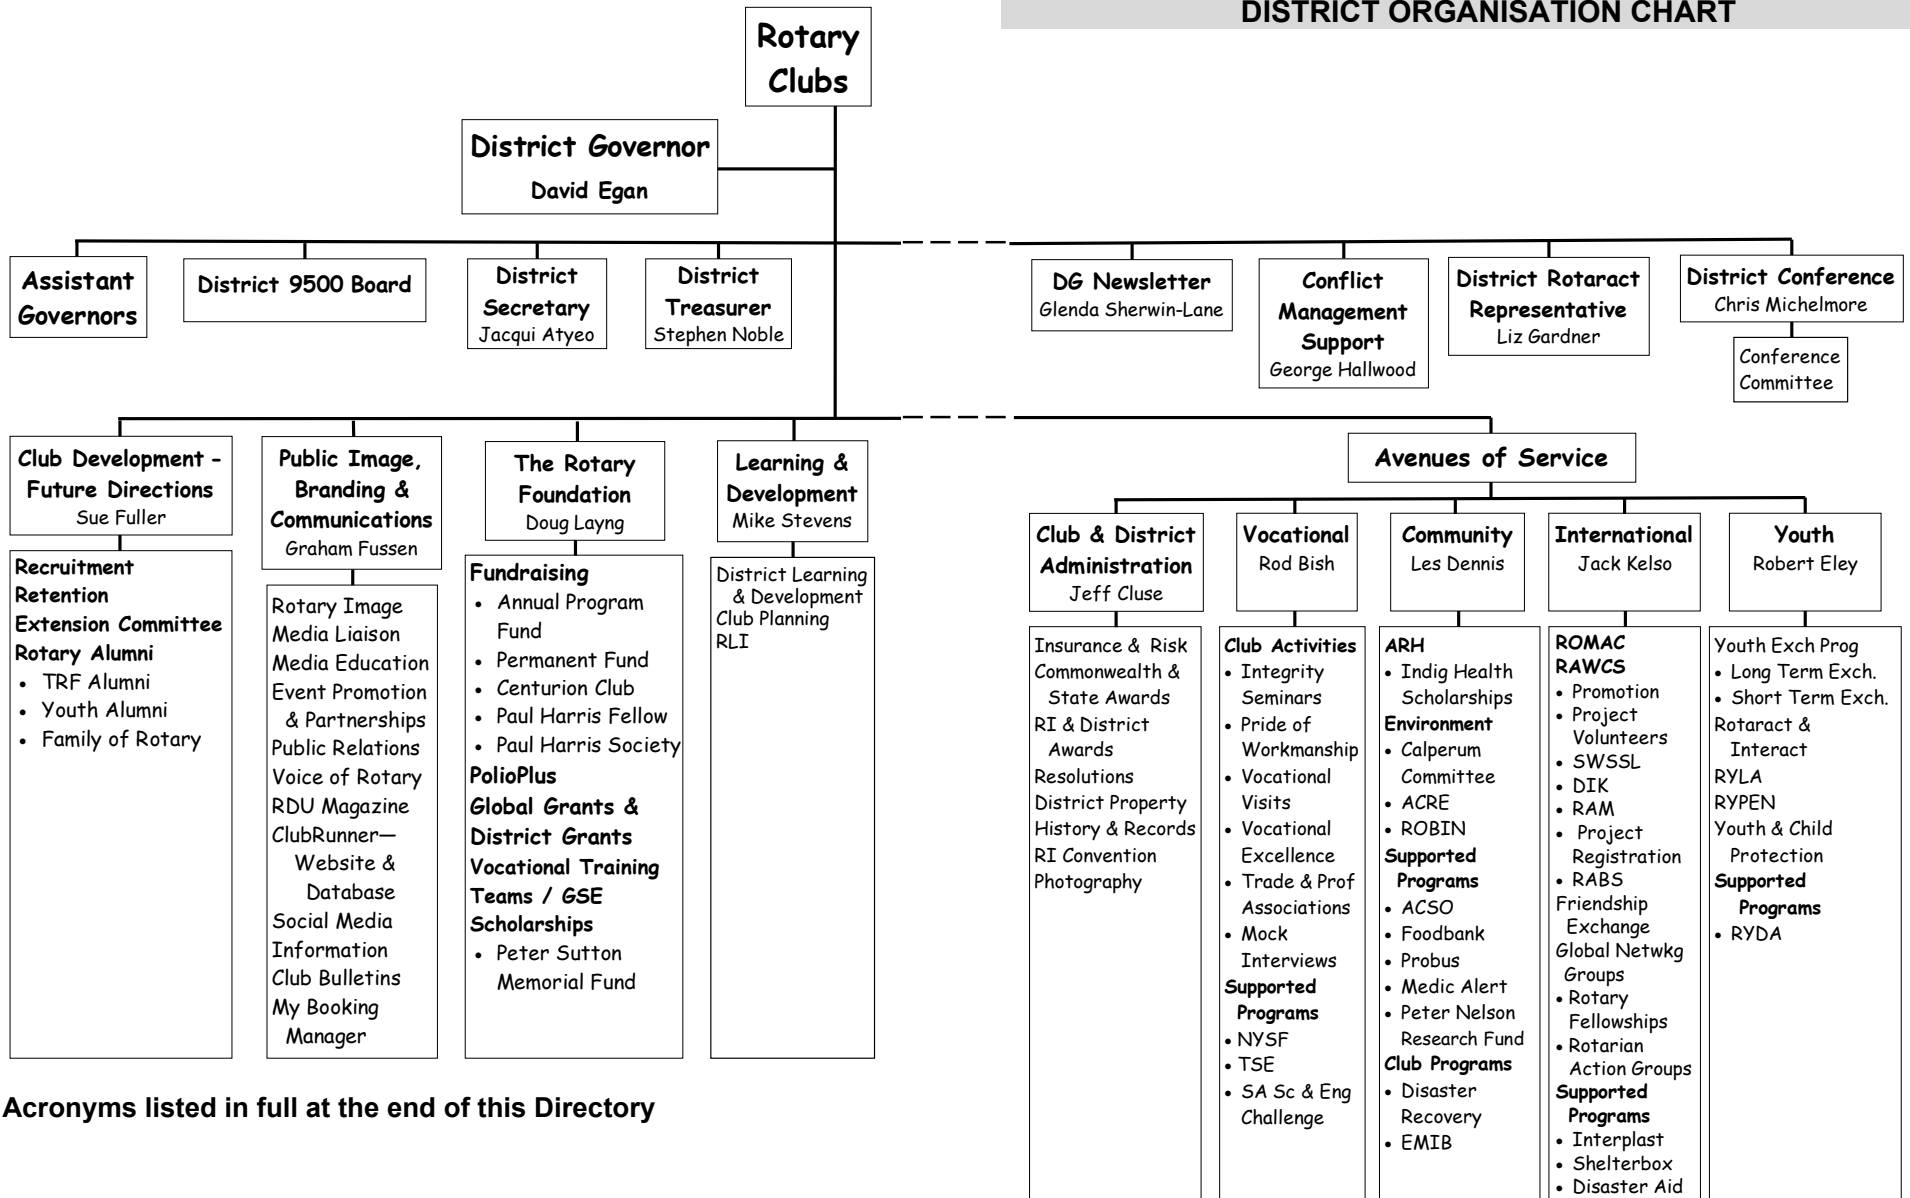 DISTRICT ORGANISATION CHART
Rotary
Clubs
District Governor
David Egan
Assistant
Governors
District 9500 Board
District
Secretary
Jacqui Atyeo
District
Treasurer
Stephen Noble
DG Newsletter
Glenda Sherwin-Lane
Conflict
Management
Support
George Hallwood
District Rotaract
Representative
Liz Gardner
District Conference
Chris Michelmore
Conference
Committee
Club Development -
Future Directions
Sue Fuller
Recruitment
Retention
Extension Committee
Rotary Alumni
• TRF Alumni
• Youth Alumni
• Family of Rotary
Public Image,
Branding &
Communications
Graham Fussen
Rotary Image
Media Liaison
Media Education
Event Promotion
& Partnerships
Public Relations
Voice of Rotary
RDU Magazine
ClubRunner—
Website &
Database
Social Media
Information
Club Bulletins
My Booking
Manager
The Rotary
Foundation
Doug Layng
Fundraising
• Annual Program
Fund
• Permanent Fund
• Centurion Club
• Paul Harris Fellow
• Paul Harris Society
PolioPlus
Global Grants &
District Grants
Vocational Training
Teams / GSE
Scholarships
• Peter Sutton
Memorial Fund
Learning &
Development
Mike Stevens
District Learning
& Development
Club Planning
RLI
Avenues of Service
Club & District
Administration
Jeff Cluse
Insurance & Risk
Commonwealth &
State Awards
RI & District
Awards
Resolutions
District Property
History & Records
RI Convention
Photography
Vocational
Rod Bish
Club Activities
• Integrity
Seminars
• Pride of
Workmanship
• Vocational
Visits
• Vocational
Excellence
• Trade & Prof
Associations
• Mock
Interviews
Supported
Programs
• NYSF
• TSE
• SA Sc & Eng
Challenge
Community
Les Dennis
ARH
• Indig Health
Scholarships
Environment
• Calperum
Committee
• ACRE
• ROBIN
Supported
Programs
• ACSO
• Foodbank
• Probus
• Medic Alert
• Peter Nelson
Research Fund
Club Programs
• Disaster
Recovery
• EMIB
International
Jack Kelso
ROMAC
RAWCS
• Promotion
• Project
Volunteers
• SWSSL
• DIK
• RAM
• Project
Registration
• RABS
Friendship
Exchange
Global Netwkg
Groups
• Rotary
Fellowships
• Rotarian
Action Groups
Supported
Programs
• Interplast
• Shelterbox
• Disaster Aid
Youth
Robert Eley
Youth Exch Prog
• Long Term Exch.
• Short Term Exch.
Rotaract &
Interact
RYLA
RYPEN
Youth & Child
Protection
Supported
Programs
• RYDA
Acronyms listed in full at the end of this Directory